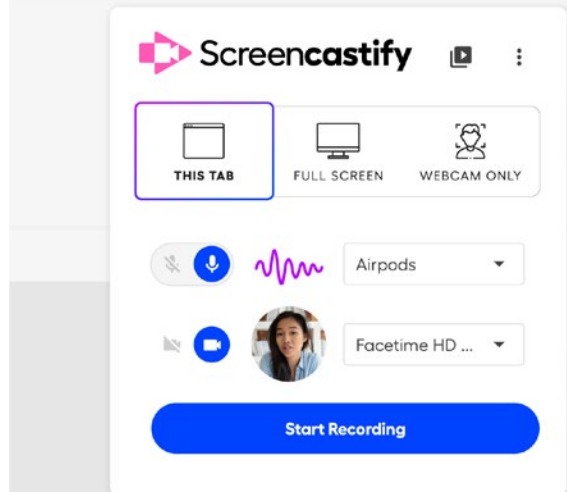 Screencastify
THIS TAB
FULL SCREEN
WEBCAM ONLY
Airpods
Facetime HD ...
Start Recording